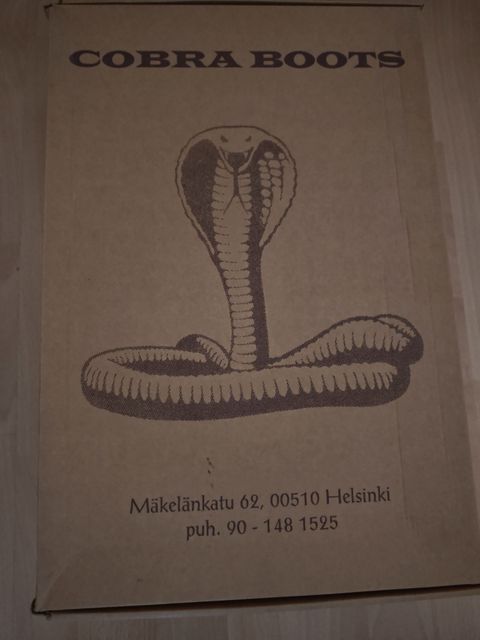 COBRA BOOTS
Mäkelänkatu 62, 00510 Helsinki
puh. 90 - 148 1525